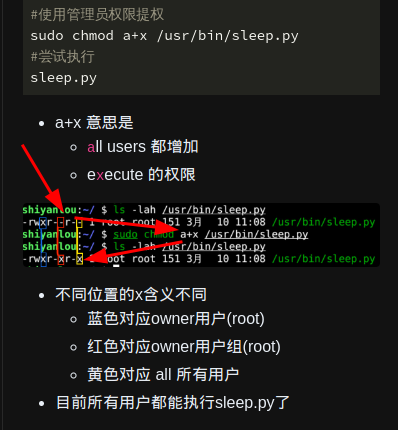 #使用管理员权限提权
sudo chmod a+x /usr/bin/sleep.py
#尝试执行
sleep.py
a+x 意思是
all users 都增加
execute 的权限
shiyanlou:~/ $ ls -lah /usr/bin/sleep.py
-rwxr--r-- 1 root root 151 3月 10 11:08 /usr/bin/sleep.py
shiyanlou:~/ $ sudo chmod a+x /usr/bin/sleep.py
shiyanlou:~/ $ ls -lah /usr/bin/sleep.py
-rwxr-xr-x 1 root root 151 3月 10 11:08 /usr/bin/sleep.py
不同位置的x含义不同
蓝色对应owner用户(root)
红色对应owner用户组(root)
黄色对应 all 所有用户
目前所有用户都能执行sleep.py了